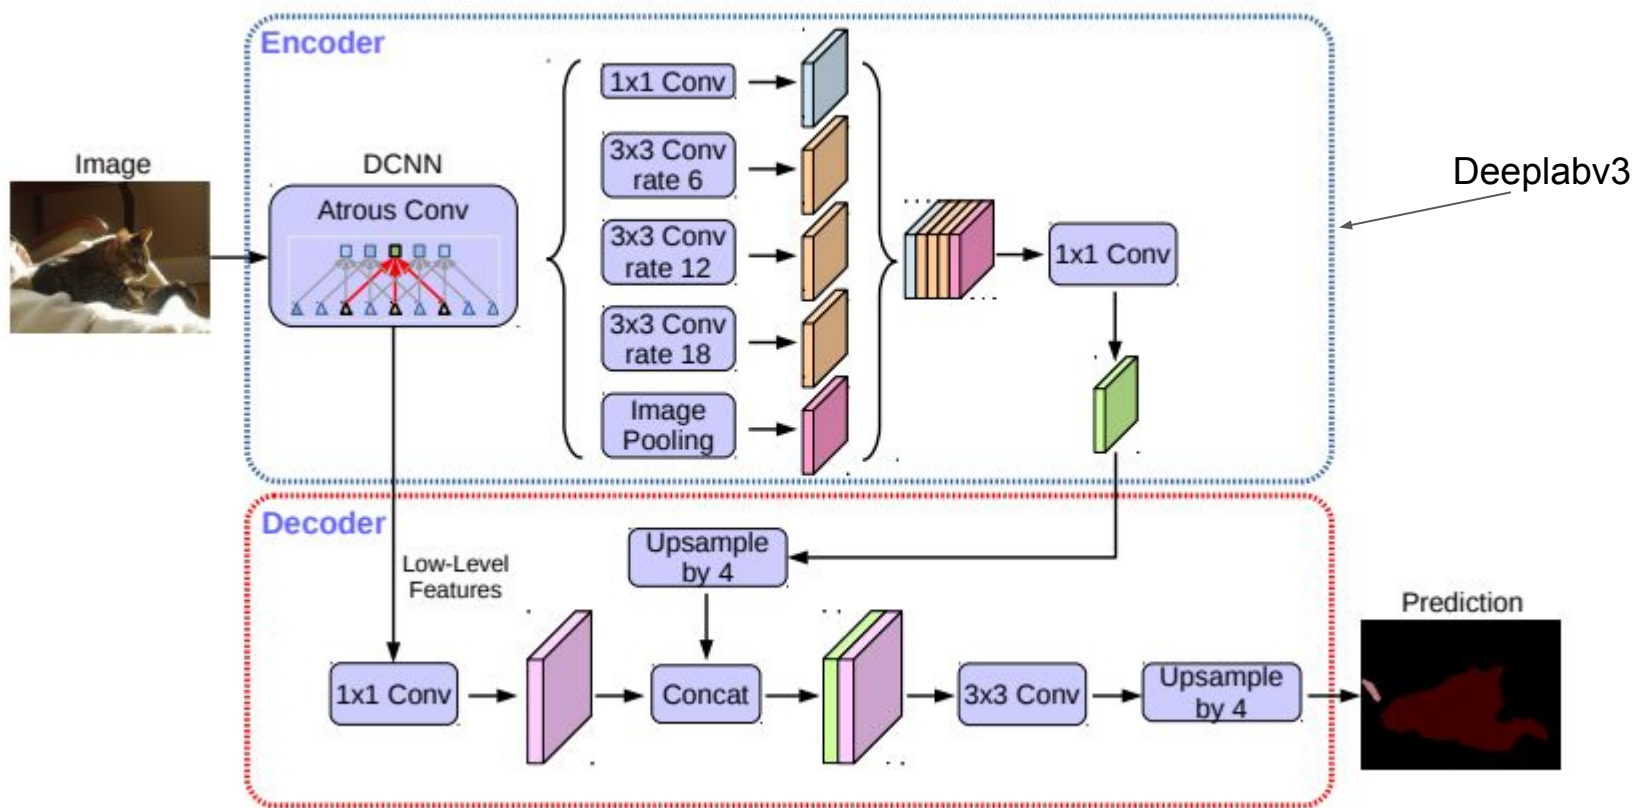 Encoder
Image
DCNN
Atrous Conv
1x1 Conv
3x3 Conv
rate 6
3x3 Conv
rate 12
3x3 Conv
rate 18
Image
Pooling
1x1 Conv
Deeplabv3
Decoder
Low-Level
Features
Upsample
by 4
1x1 Conv
Concat
3x3 Conv
Upsample
by 4
Prediction